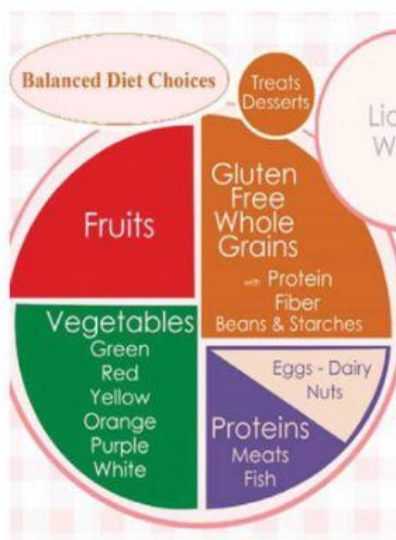 Balanced Diet Choices
Treats
Desserts
Fruits
Gluten
Free
Whole
Grains
with Protein
Fiber
Beans & Starches
Vegetables
Green
Red
Yellow
Orange
Purple
White
Eggs - Dairy
Nuts
Proteins
Meats
Fish